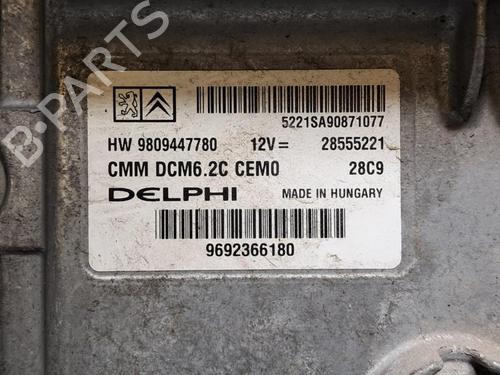 5221SA90871077
HW 9809447780 12V= 28555221
CMM DCM6.2C CEM0 28C9
DELPHI MADE IN HUNGARY
9692366180
B-PARTS